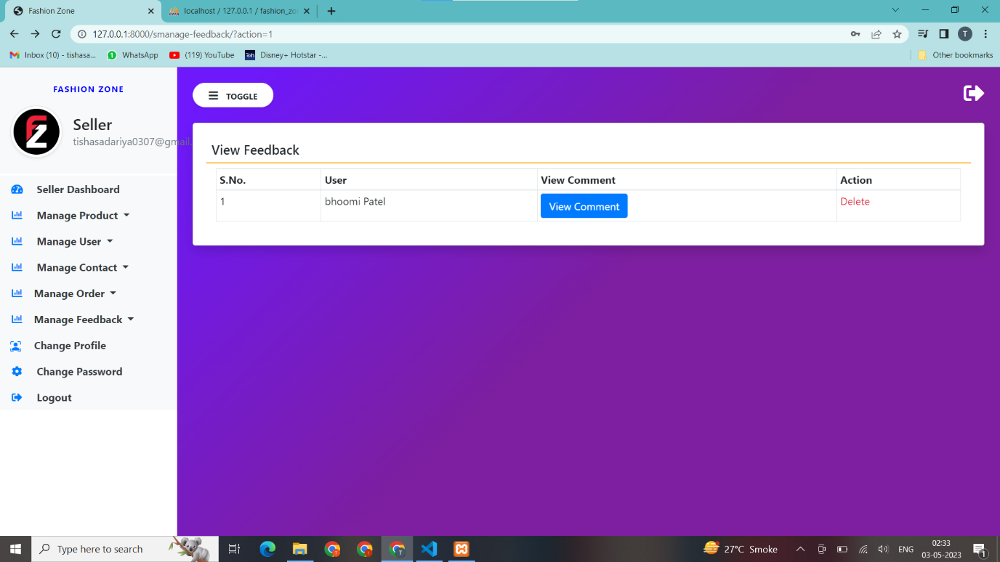 Fashion Zone
localhost / 127.0.0.1 / fashion_zo
127.0.0.1:8000/smanage-feedback/?action=1
T
Inbox (10) - tishasa...
WhatsApp
(119) YouTube
Disney+ Hotstar -...
Other bookmarks
FASHION ZONE
FZ
Seller
tishasadariya0307@gmail.
TOGGLE
View Feedback
S.No. User View Comment Action
1 bhoomi Patel View Comment Delete
Seller Dashboard
Manage Product
Manage User
Manage Contact
Manage Order
Manage Feedback
Change Profile
Change Password
Logout
Type here to search
27°C Smoke
ENG
02:33
03-05-2023
1